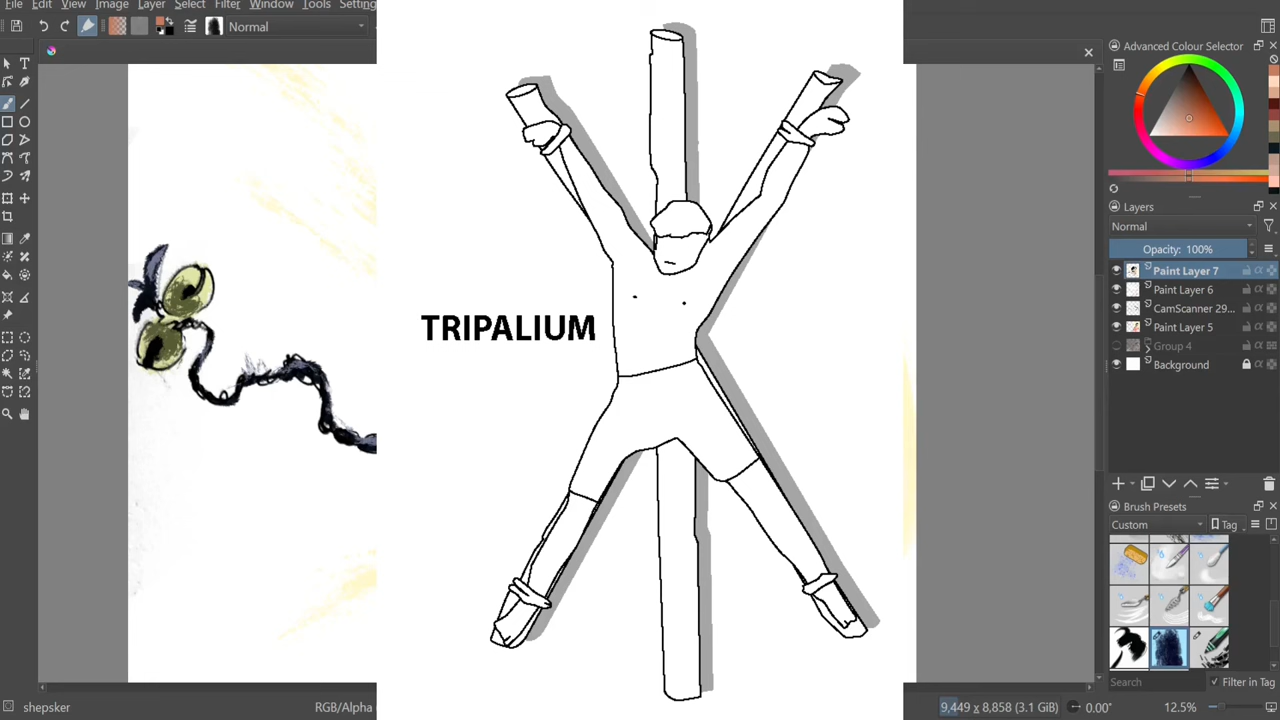 File Edit View Image Layer Select Filter Window Tools
Normal
Advanced Colour Selector
Layers
Normal
Opacity: 100%
Paint Layer 7
Paint Layer 6
CamScanner 29...
Paint Layer 5
Group 4
Background
TRIPALIUM
Brush Presets
Custom
Tag
Search
Filter in Tag
shepsker
RGB/Alpha
9,449 x 8,858 (3.1 GiB)
0.00°
12.5%